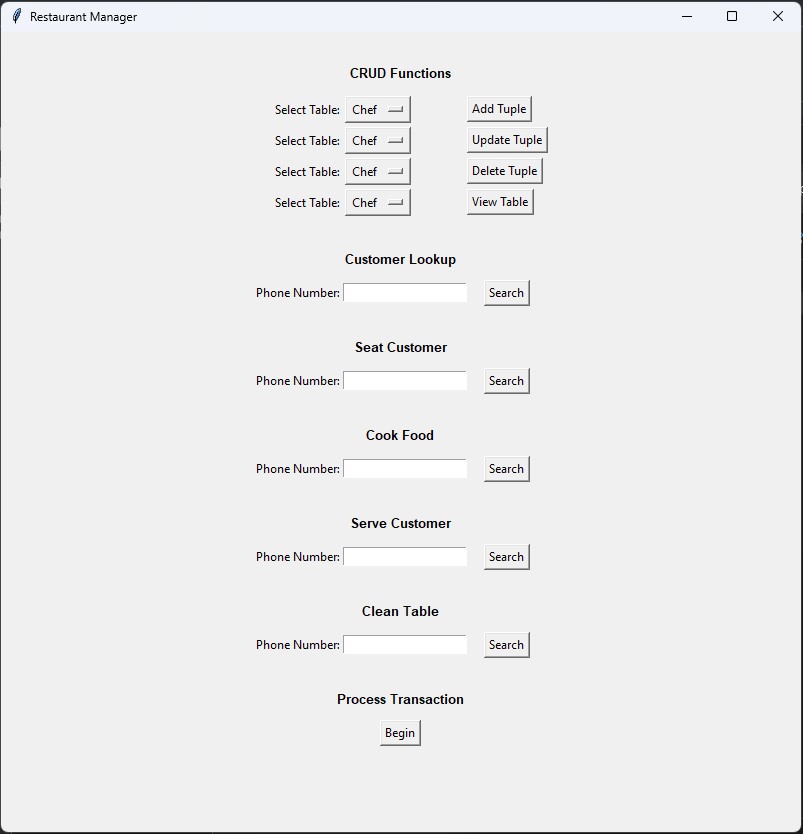 Restaurant Manager
CRUD Functions
Select Table: Chef Add Tuple
Select Table: Chef Update Tuple
Select Table: Chef Delete Tuple
Select Table: Chef View Table
Customer Lookup
Phone Number: Search
Seat Customer
Phone Number: Search
Cook Food
Phone Number: Search
Serve Customer
Phone Number: Search
Clean Table
Phone Number: Search
Process Transaction
Begin